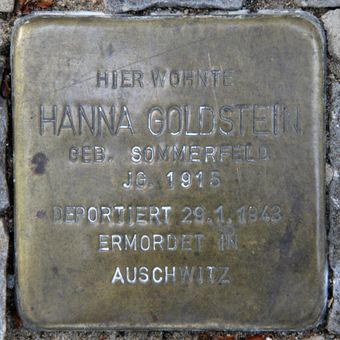 HIER WOHNTE
HANNA GOLDSTEIN
GEB. SOMMERFELD
JG. 1915
DEPORTIERT 29.1.1943
ERMORDET IN
AUSCHWITZ